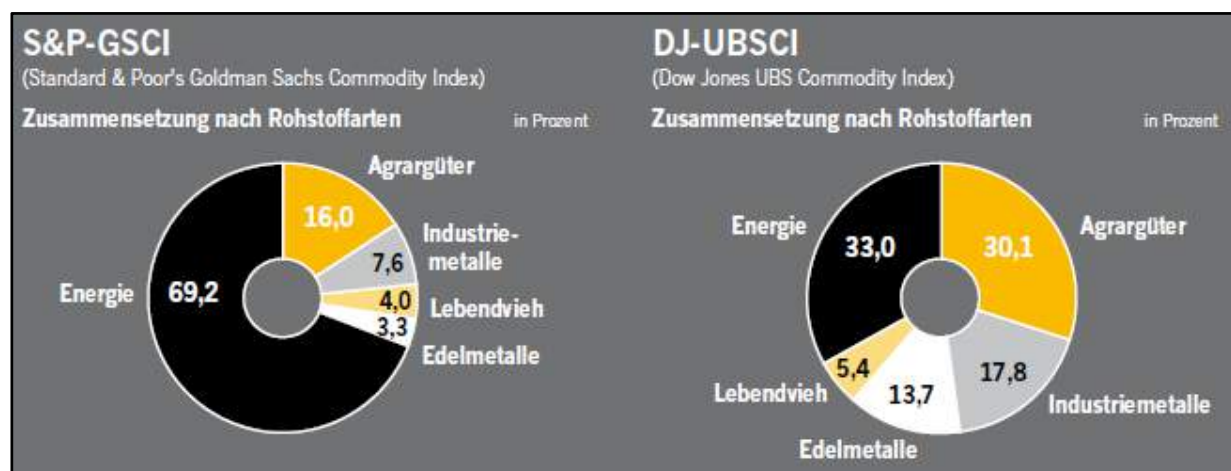 S&P-GSCI
(Standard & Poor's Goldman Sachs Commodity Index)
Zusammensetzung nach Rohstoffarten in Prozent
Agrargüter
16,0
Industrie-
metalle
7,6
Energie
69,2
4,0
Lebendvieh
3,3
Edelmetalle
DJ-UBSCI
(Dow Jones UBS Commodity Index)
Zusammensetzung nach Rohstoffarten in Prozent
Energie
33,0
30,1
Agrargüter
5,4
Lebendvieh
13,7
17,8
Industriemetalle
Edelmetalle